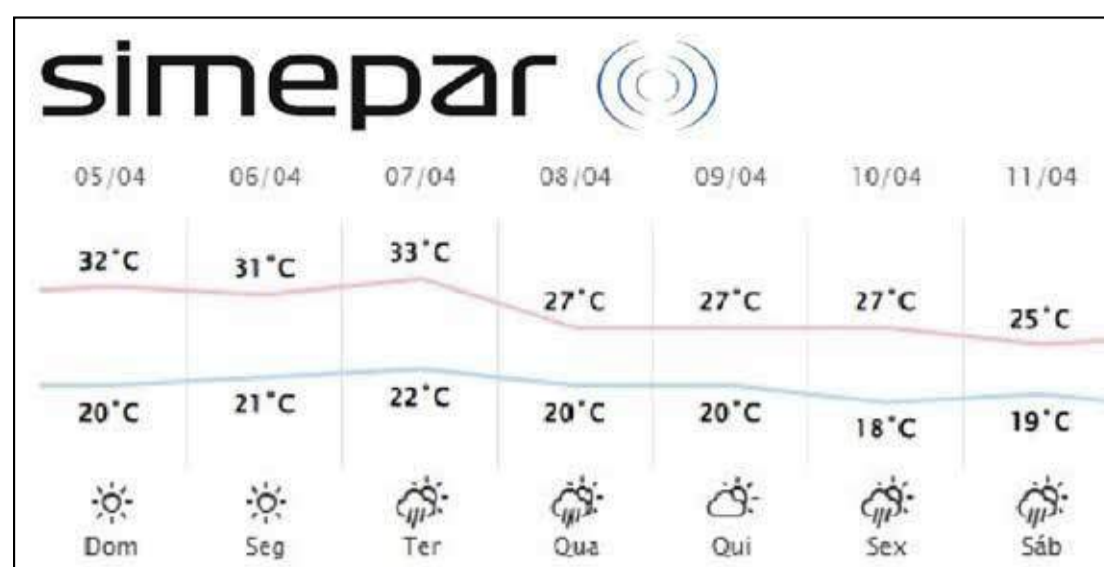 simepar
05/04 06/04 07/04 08/04 09/04 10/04 11/04
32°C 31°C 33°C 27°C 27°C 27°C 25°C
20°C 21°C 22°C 20°C 20°C 18°C 19°C
Dom Seg Ter Qua Qui Sex Sáb